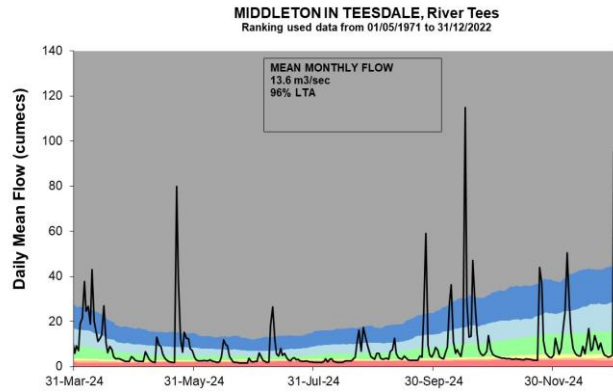 MIDDLETON IN TEESDALE, River Tees
Ranking used data from 01/05/1971 to 31/12/2022
Daily Mean Flow (cumecs)
140
120
100
80
60
40
20
0
MEAN MONTHLY FLOW
13.6 m3/sec
96% LTA
31-Mar-24 31-May-24 31-Jul-24 30-Sep-24 30-Nov-24